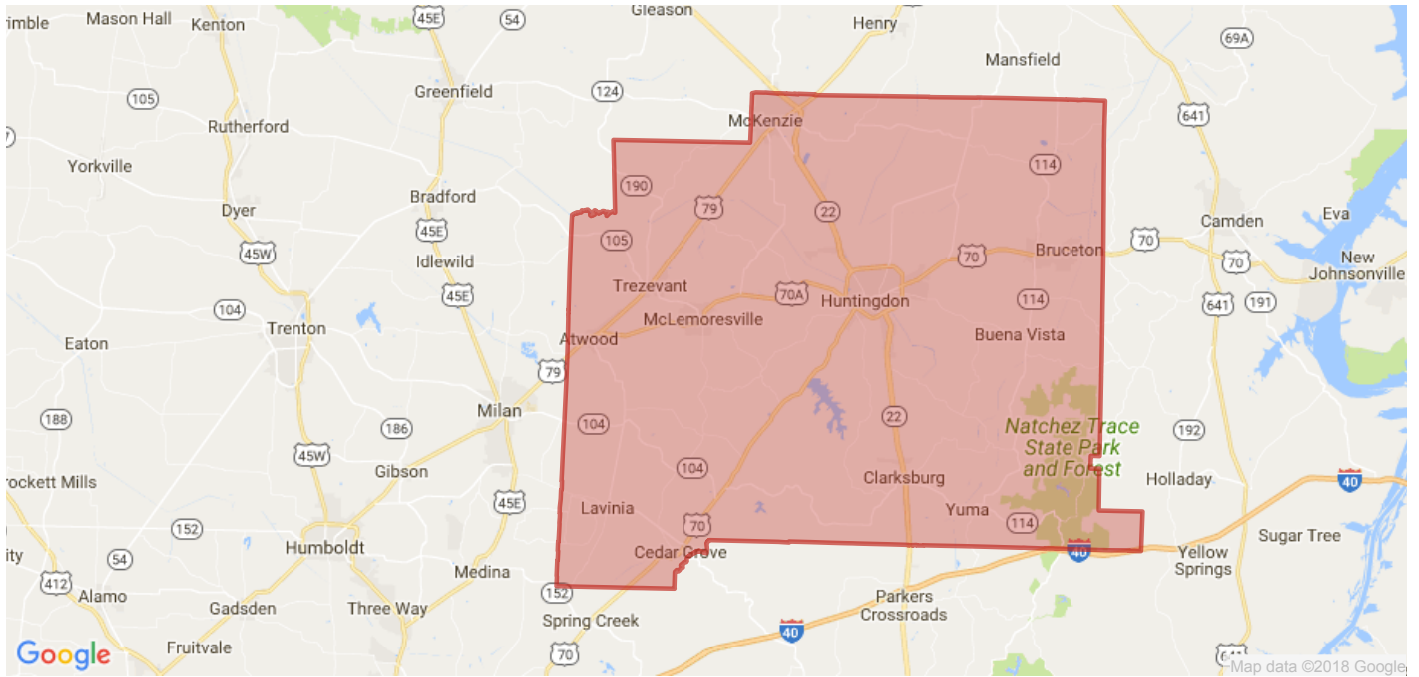 Gleason
Mason Hall
45E
54
Henry
rimble
Kenton
69A
Mansfield
Greenfield
124
105
641
McKenzie
Rutherford
114
Yorkville
190
Bradford
79
22
Dyer
Camden
Eva
45E
105
70
45W
Idlewild
70
Bruceton
70
New
Johnsonville
Trezevant
70A
45E
Huntingdon
114
641
191
104
McLemoresville
Trenton
Buena Vista
Eaton
Atwood
79
Milan
188
104
22
Natchez Trace
State Park
and Forest
186
192
45W
Gibson
104
Clarksburg
rockett Mills
Holladay
40
45E
Lavinia
Yuma
152
70
114
Sugar Tree
Humboldt
Cedar Grove
40
Yellow
Springs
ity
54
Medina
412
Alamo
152
Gadsden
Three Way
Parkers
Crossroads
Spring Creek
40
Fruitvale
70
Google
Map data ©2018 Google